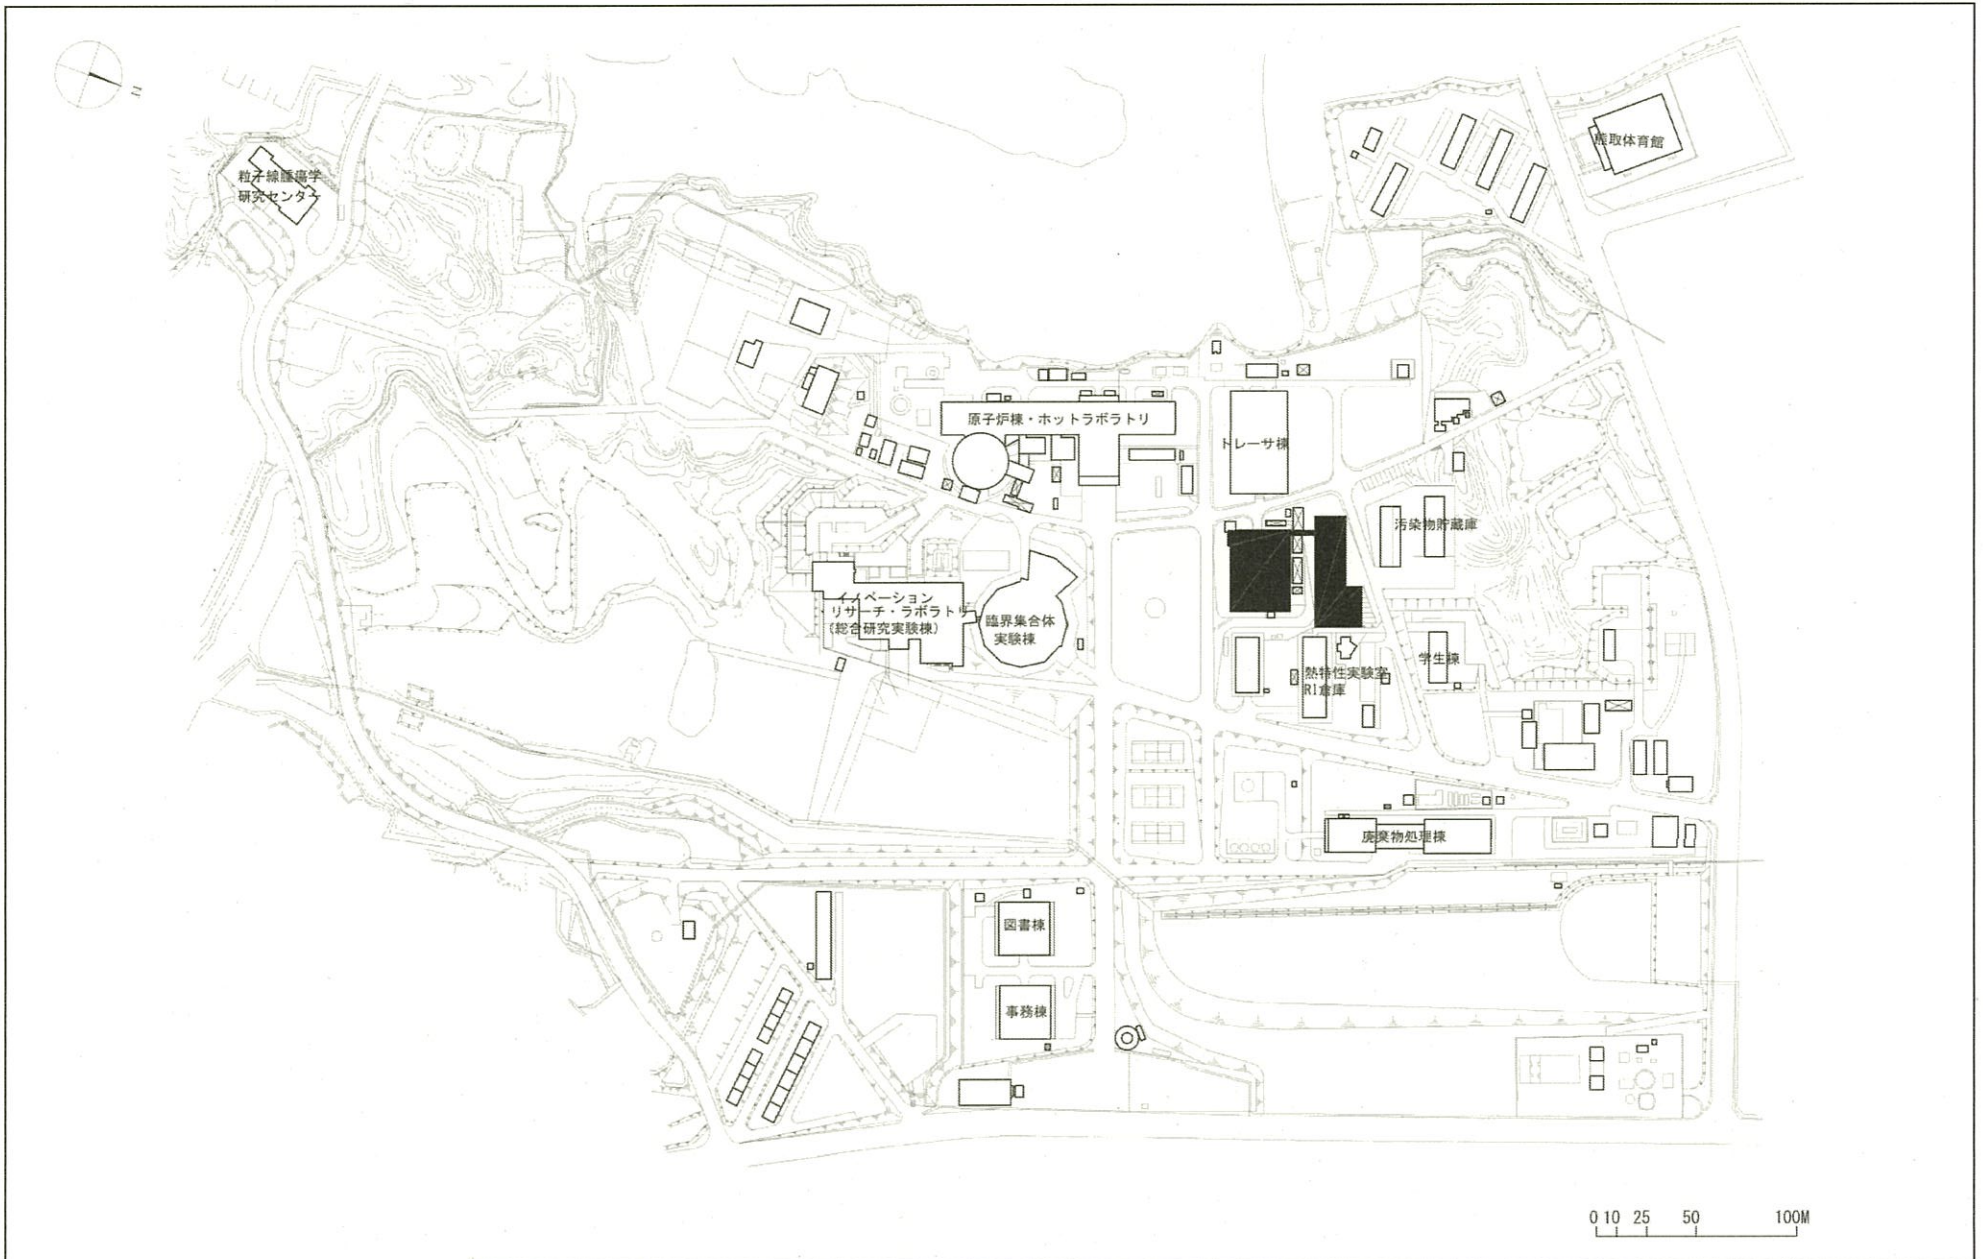 N
熊取体育館
粒子線腫瘍学
研究センター
原子炉棟・ホットラボラトリ
トレーサ棟
汚染物貯蔵庫
イノベーション
リサーチ・ラボラトリ
(総合研究実験棟)
臨界集合体
実験棟
学生棟
熱特性実験室
RI倉庫
廃棄物処理棟
図書棟
事務棟
0 10 25 50 100M